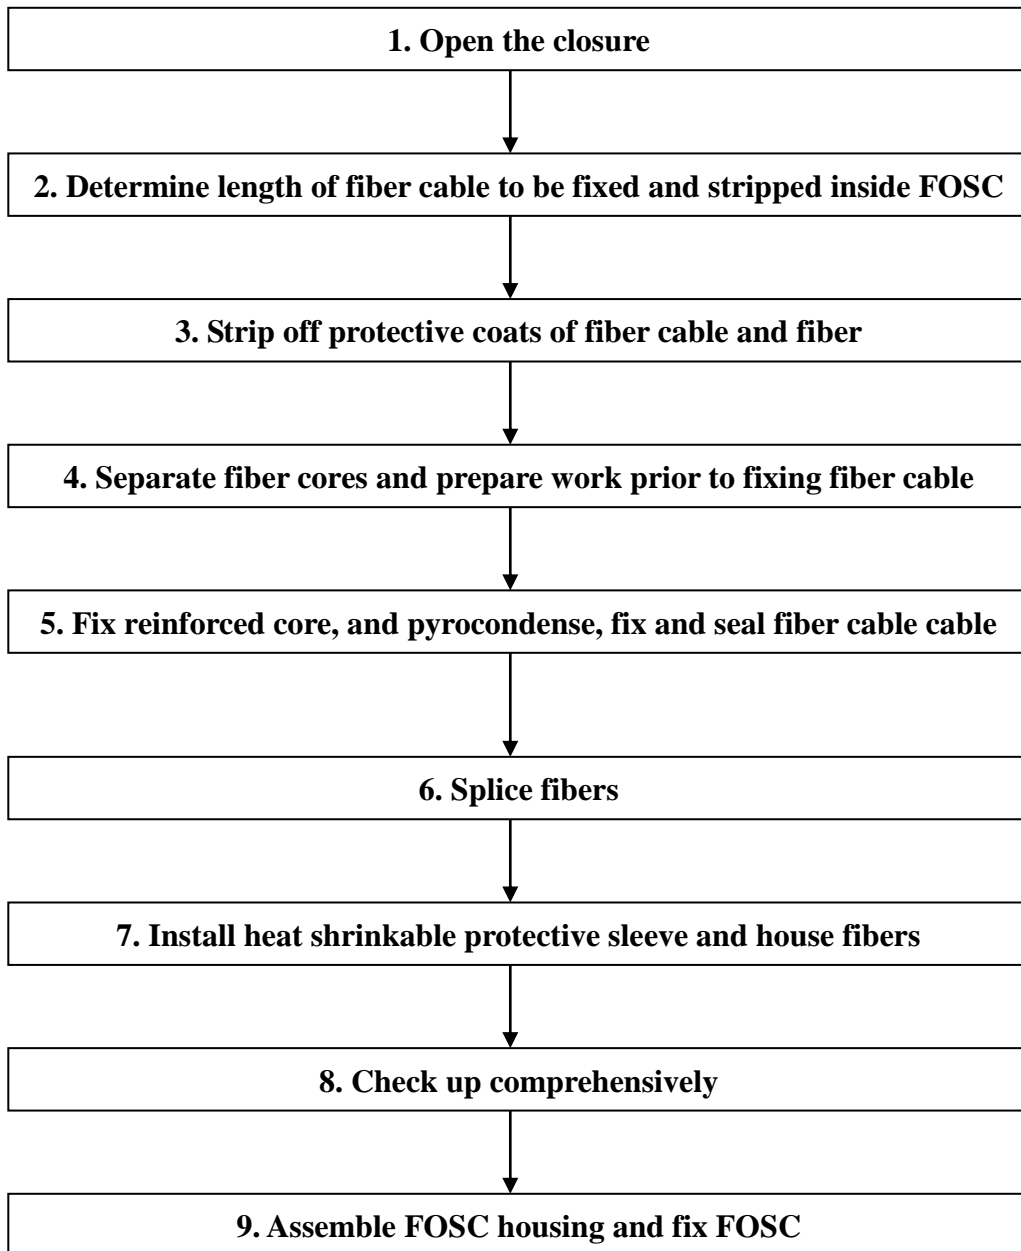 1. Open the closure
2. Determine length of fiber cable to be fixed and stripped inside FOSC
3. Strip off protective coats of fiber cable and fiber
4. Separate fiber cores and prepare work prior to fixing fiber cable
5. Fix reinforced core, and pyrocondense, fix and seal fiber cable cable
6. Splice fibers
7. Install heat shrinkable protective sleeve and house fibers
8. Check up comprehensively
9. Assemble FOSC housing and fix FOSC